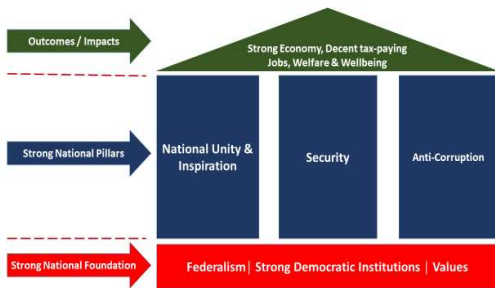 Outcomes / Impacts
Strong Economy, Decent tax-paying
Jobs, Welfare & Wellbeing
Strong National Pillars
National Unity &
Inspiration
Security
Anti-Corruption
Strong National Foundation
Federalism| Strong Democratic Institutions | Values